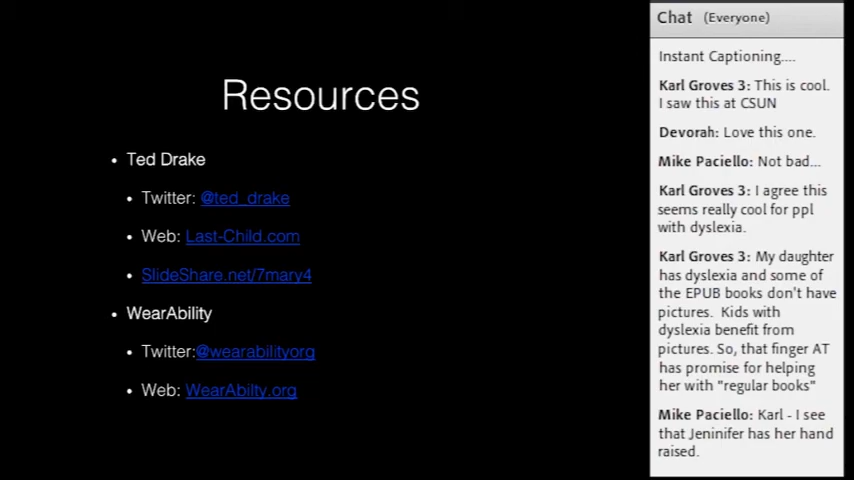 Resources
• Ted Drake
• Twitter: @ted_drake
• Web: Last-Child.com
• SlideShare.net/7mary4
• WearAbility
• Twitter:@wearabilityorg
• Web: WearAbilty.org
Chat (Everyone)
Instant Captioning....
Karl Groves 3: This is cool.
I saw this at CSUN
Devorah: Love this one.
Mike Paciello: Not bad...
Karl Groves 3: I agree this
seems really cool for ppl
with dyslexia.
Karl Groves 3: My daughter
has dyslexia and some of
the EPUB books don't have
pictures. Kids with
dyslexia benefit from
pictures. So, that finger AT
has promise for helping
her with "regular books"
Mike Paciello: Karl - I see
that Jeninifer has her hand
raised.